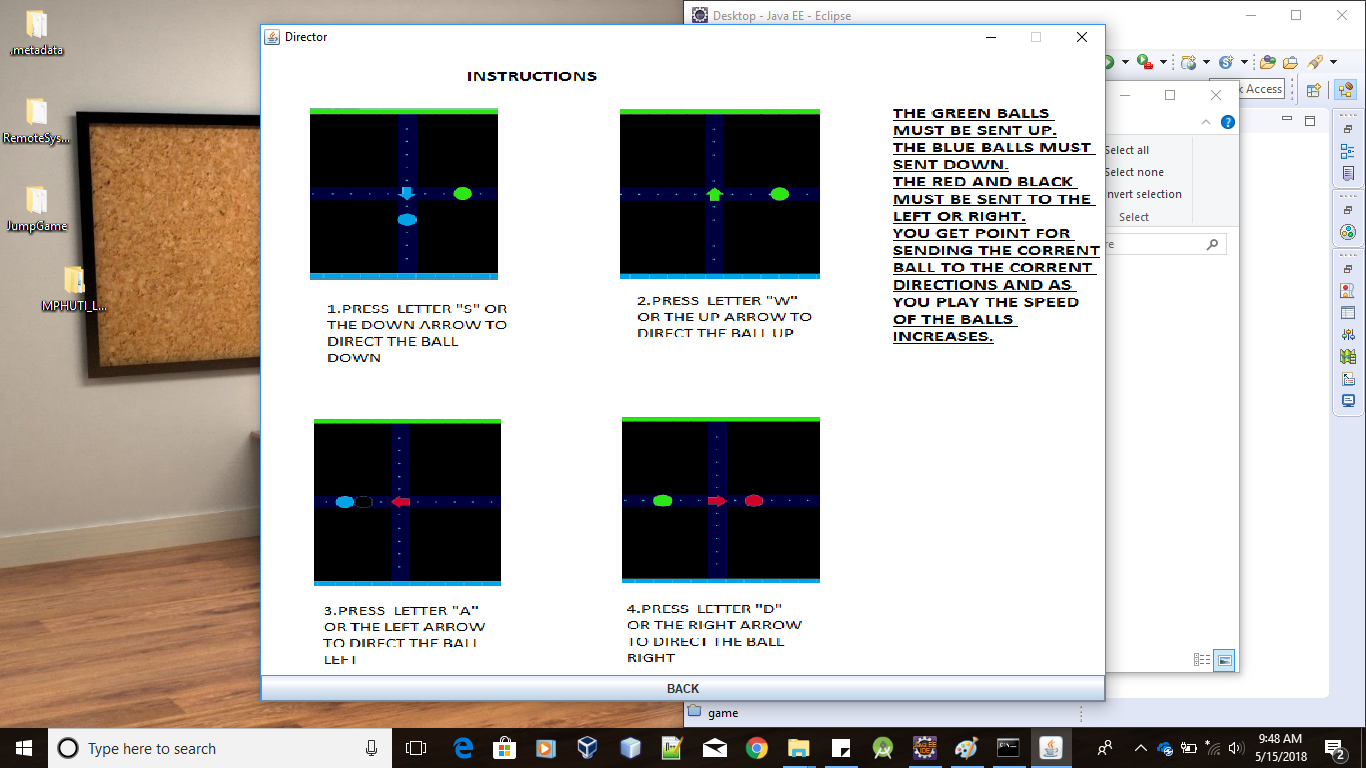 Desktop - Java EE - Eclipse
.metadata
RemoteSys...
JumpGame
MPHUTI_L...
Director
INSTRUCTIONS
1.PRESS LETTER "S" OR
THE DOWN ARROW TO
DIRECT THE BALL
DOWN
2.PRESS LETTER "W"
OR THE UP ARROW TO
DIRECT THE BALL UP
THE GREEN BALLS
MUST BE SENT UP.
THE BLUE BALLS MUST
SENT DOWN.
THE RED AND BLACK
MUST BE SENT TO THE
LEFT OR RIGHT.
YOU GET POINT FOR
SENDING THE CORRENT
BALL TO THE CORRENT
DIRECTIONS AND AS
YOU PLAY THE SPEED
OF THE BALLS
INCREASES.
3.PRESS LETTER "A"
OR THE LEFT ARROW
TO DIRECT THE BALL
LEFT
4.PRESS LETTER "D"
OR THE RIGHT ARROW
TO DIRECT THE BALL
RIGHT
BACK
k Access
Select all
Select none
nvert selection
Select
re
game
Type here to search
9:48 AM
5/15/2018
2